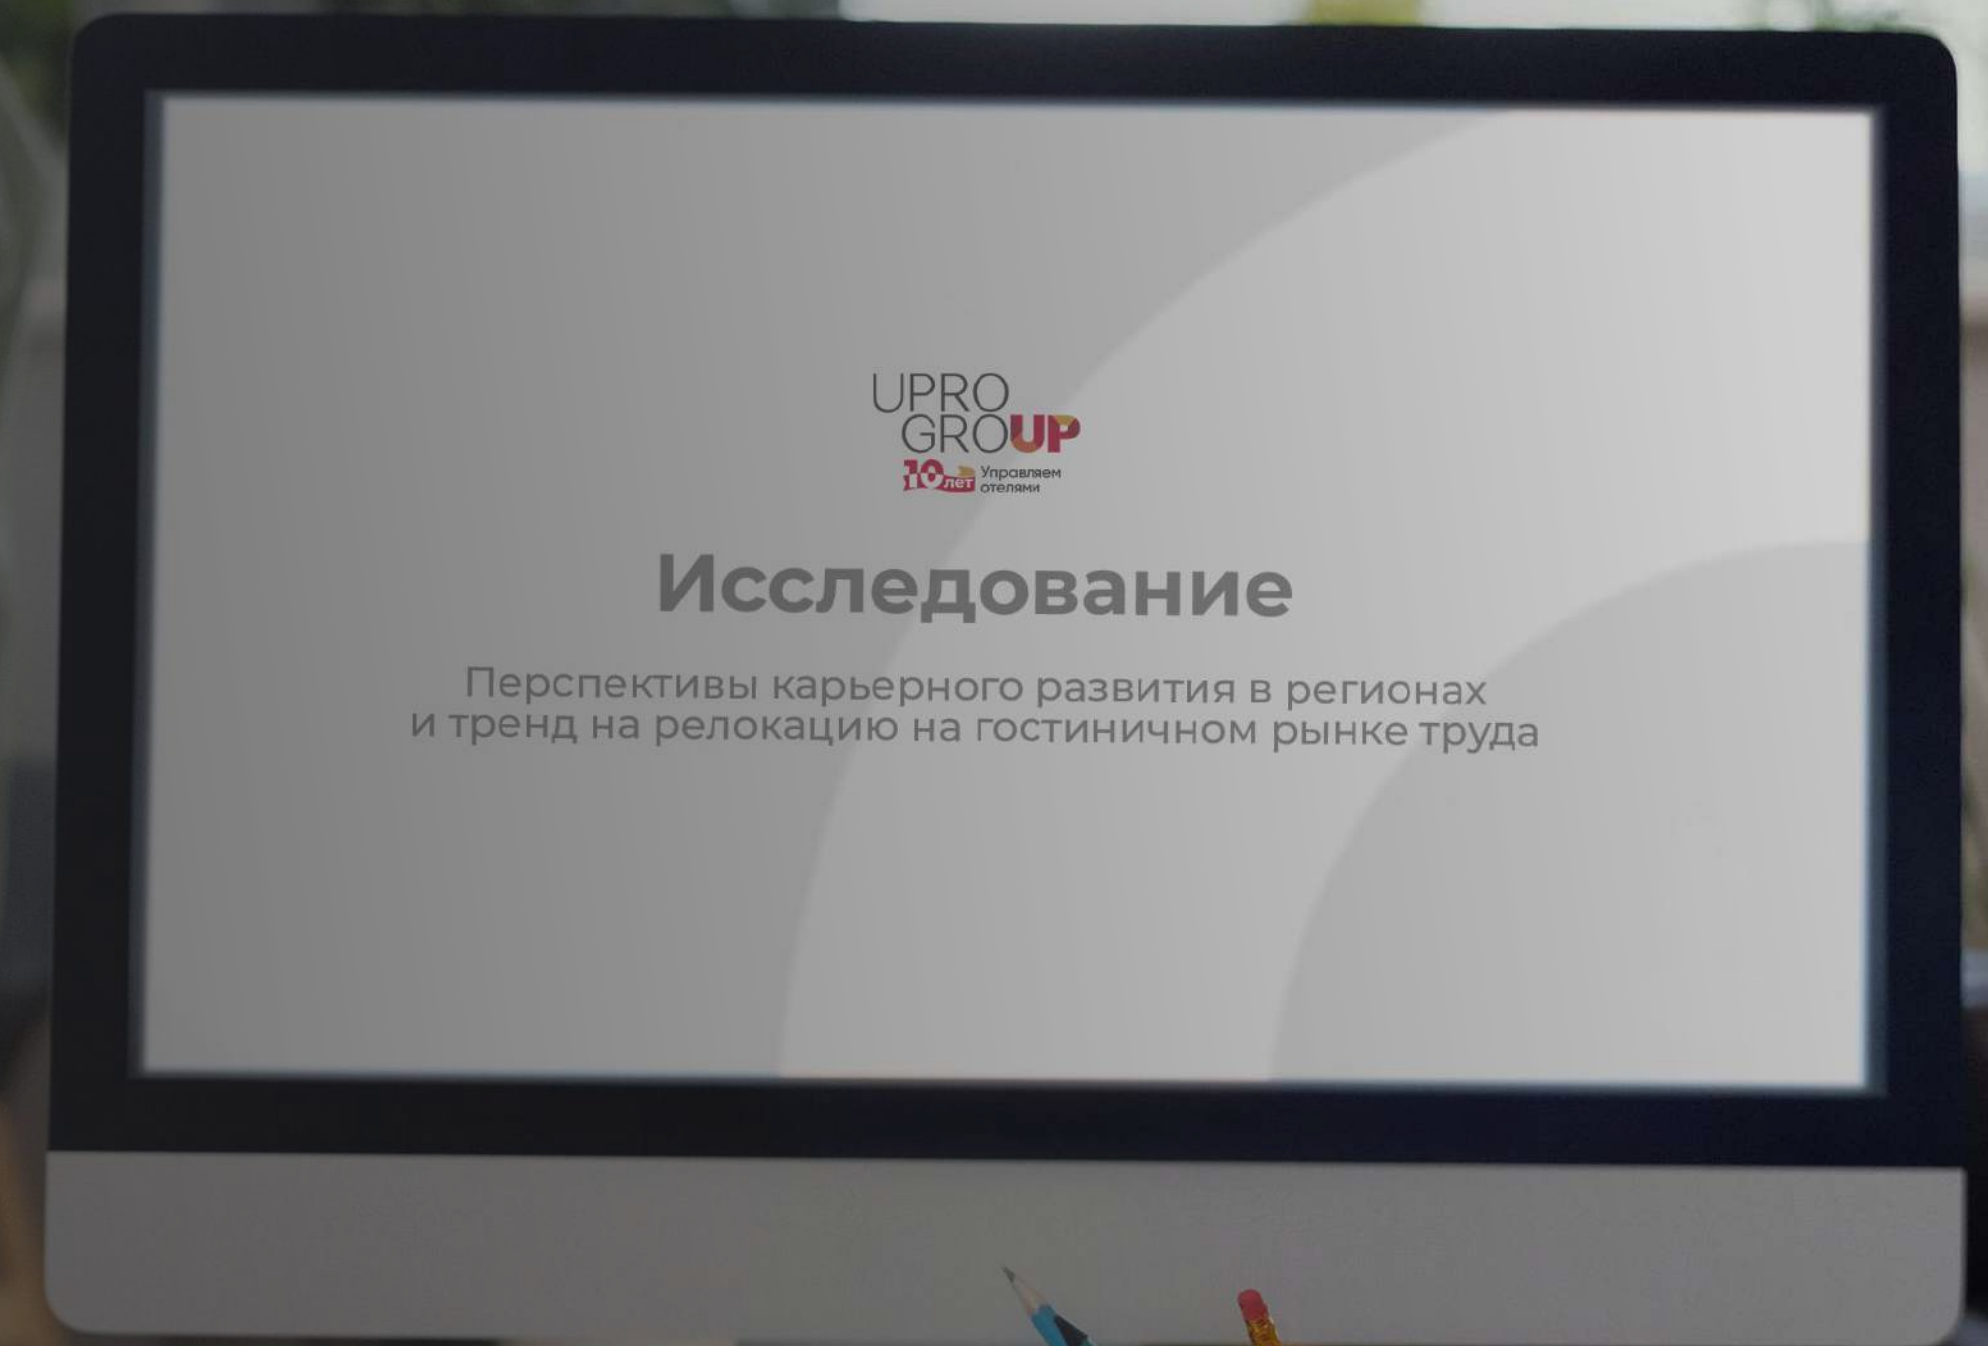 UPRO
GROUP
10 лет Управляем
отелями
Исследование
Перспективы карьерного развития в регионах
и тренд на релокацию на гостиничном рынке труда